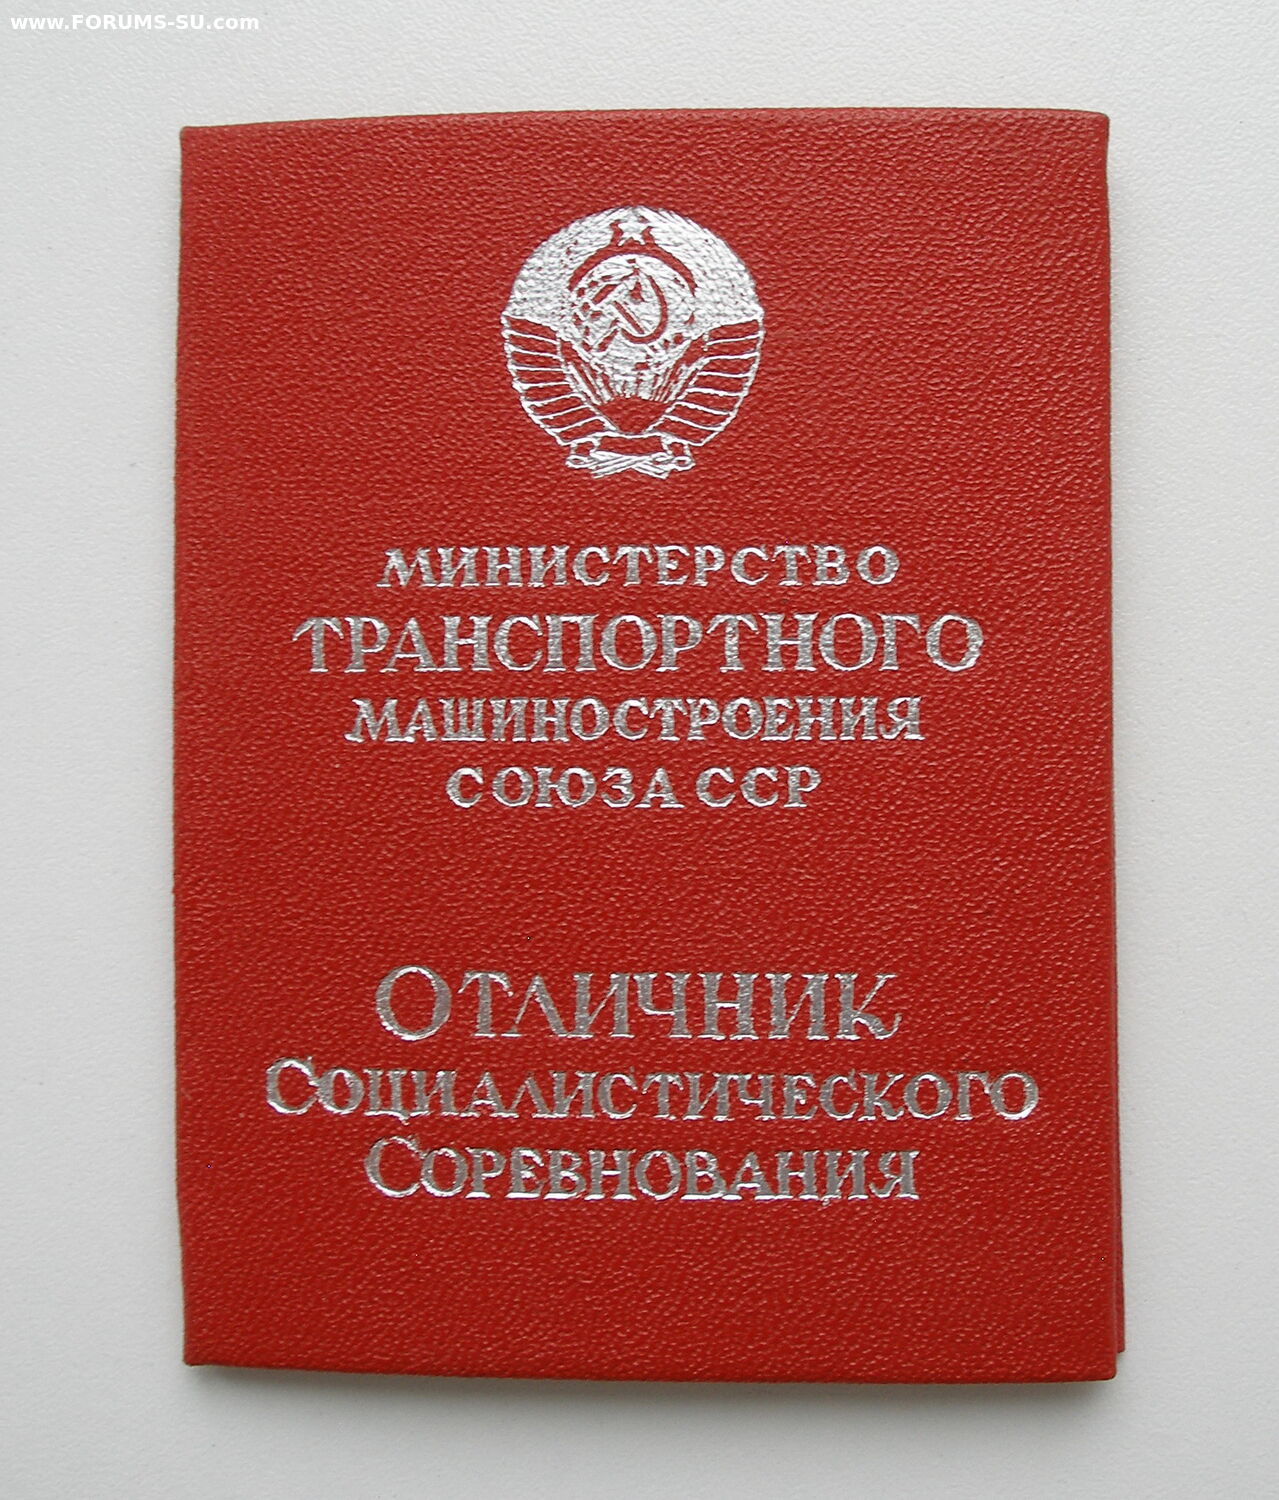 www.FORUMS-SU.com
МИНИСТЕРСТВО
ТРАНСПОРТНОГО
МАШИНОСТРОЕНИЯ
СОЮЗА ССР
ОТЛИЧНИК
СОЦИАЛИСТИЧЕСКОГО
СОРЕВНОВАНИЯ